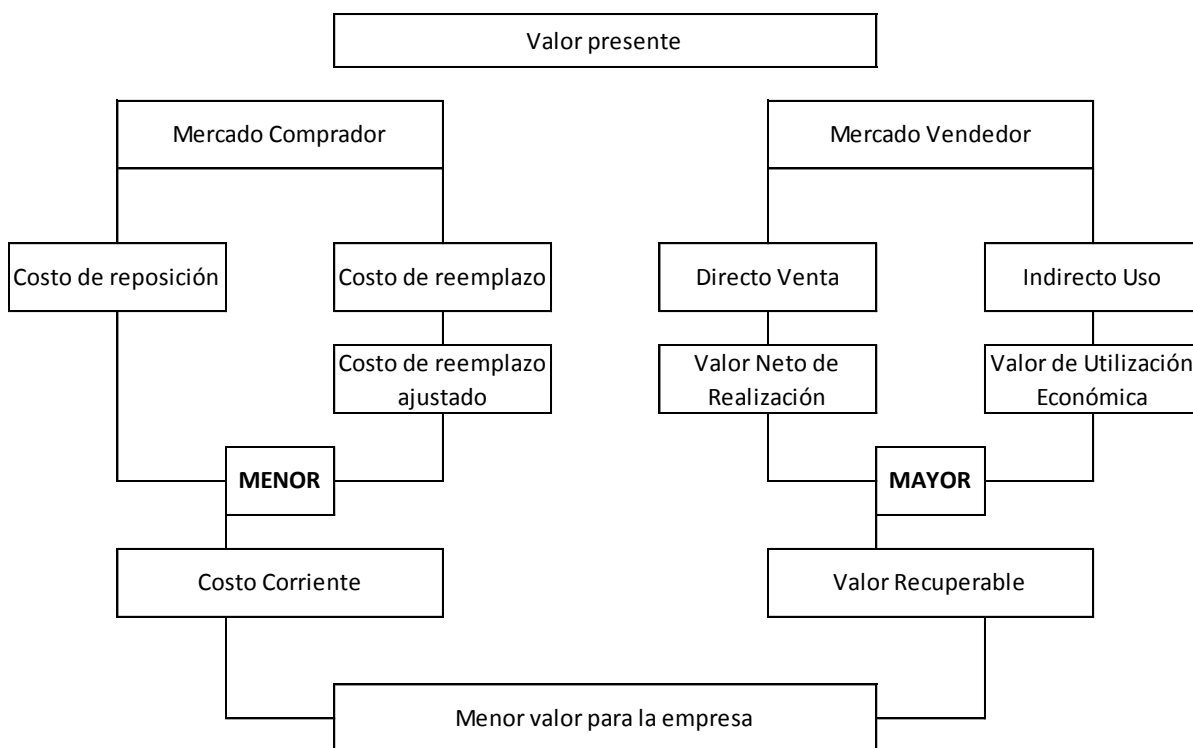 Valor presente
Mercado Comprador
Mercado Vendedor
Costo de reposición
Costo de reemplazo
Directo Venta
Indirecto Uso
Costo de reemplazo
ajustado
Valor Neto de
Realización
Valor de Utilización
Económica
MENOR
MAYOR
Costo Corriente
Valor Recuperable
Menor valor para la empresa